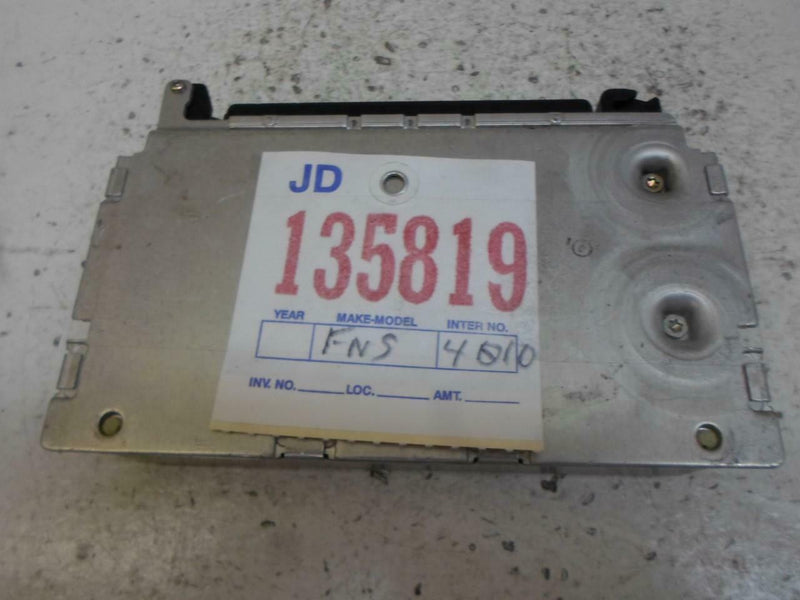 JD
135819
YEAR MAKE-MODEL INTER NO.
FNS
INV. NO. LOC. AMT.